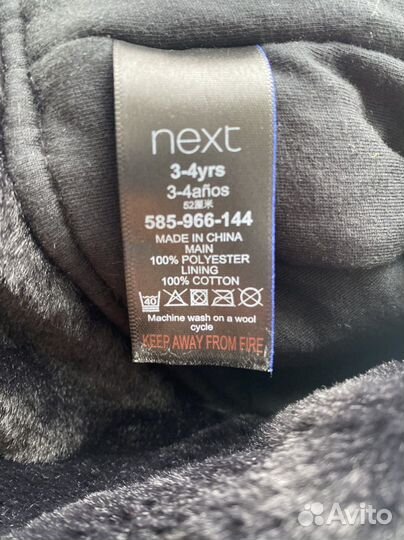 next
3-4yrs
3-4años
52厘米
585-966-144
MADE IN CHINA
MAIN
100% POLYESTER
LINING
100% COTTON
40
Machine wash on a wool
cycle
KEEP AWAY FROM FIRE
Avito